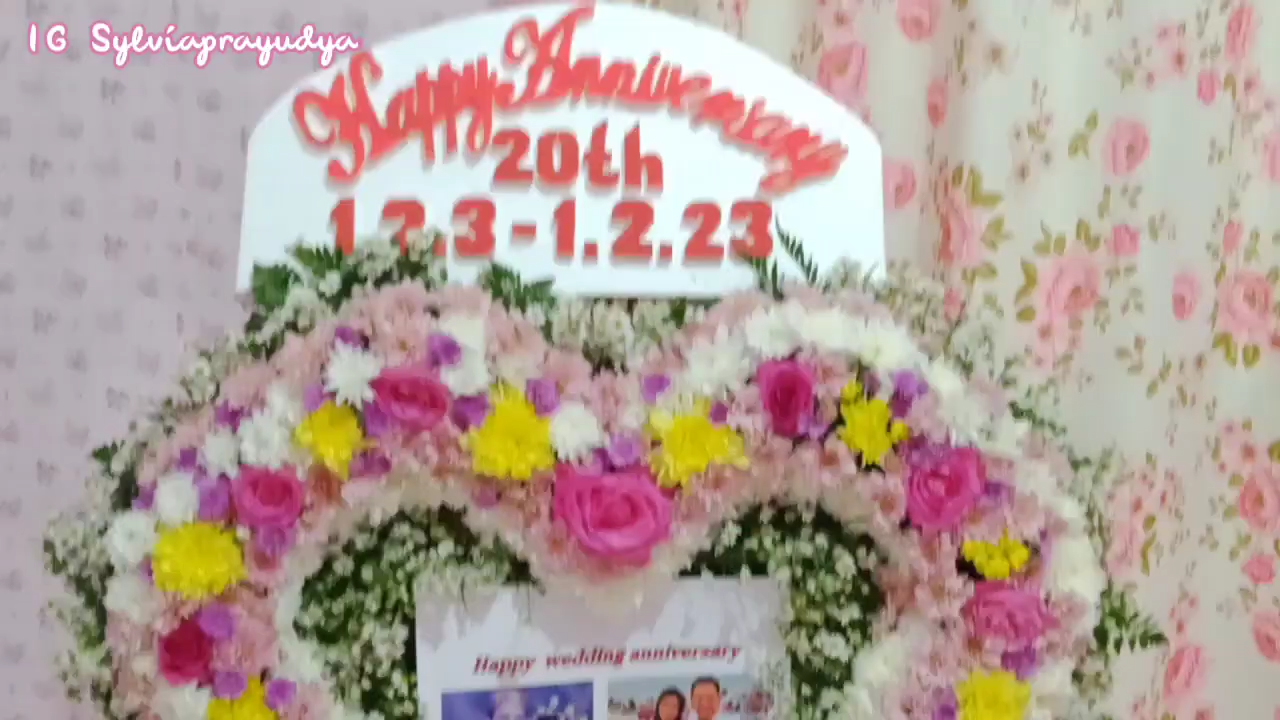 IG Sylviaprayudya
Happy Anniversary
20th
1.2.3-1.2.23
Happy wedding anniversary